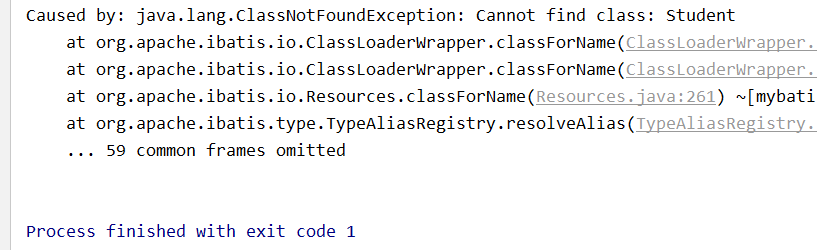 Caused by: java.lang.ClassNotFoundException: Cannot find class: Student
at org.apache.ibatis.io.ClassLoaderWrapper.classForName(ClassLoaderWrapper.
at org.apache.ibatis.io.ClassLoaderWrapper.classForName(ClassLoaderWrapper.
at org.apache.ibatis.io.Resources.classForName(Resources.java:261) ~[mybati
at org.apache.ibatis.type.TypeAliasRegistry.resolveAlias(TypeAliasRegistry.
... 59 common frames omitted
Process finished with exit code 1